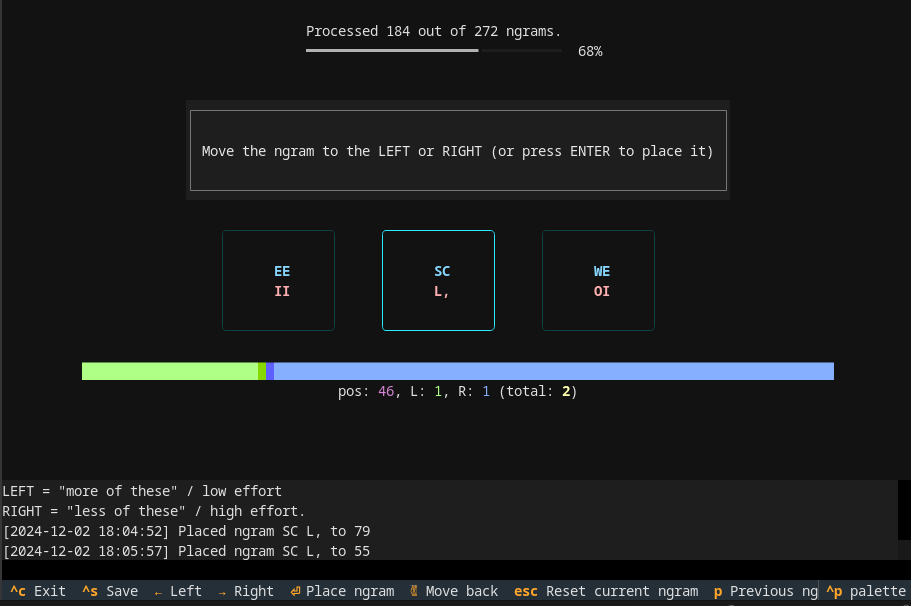 Processed 184 out of 272 ngrams.
68%
Move the ngram to the LEFT or RIGHT (or press ENTER to place it)
EE SC WE
II L, OI
pos: 46, L: 1, R: 1 (total: 2)
LEFT = "more of these" / low effort
RIGHT = "less of these" / high effort.
[2024-12-02 18:04:52] Placed ngram SC L, to 79
[2024-12-02 18:05:57] Placed ngram SC L, to 55
^c Exit ^s Save ← Left → Right ⏎ Place ngram Move back esc Reset current ngram p Previous ng ^p palette